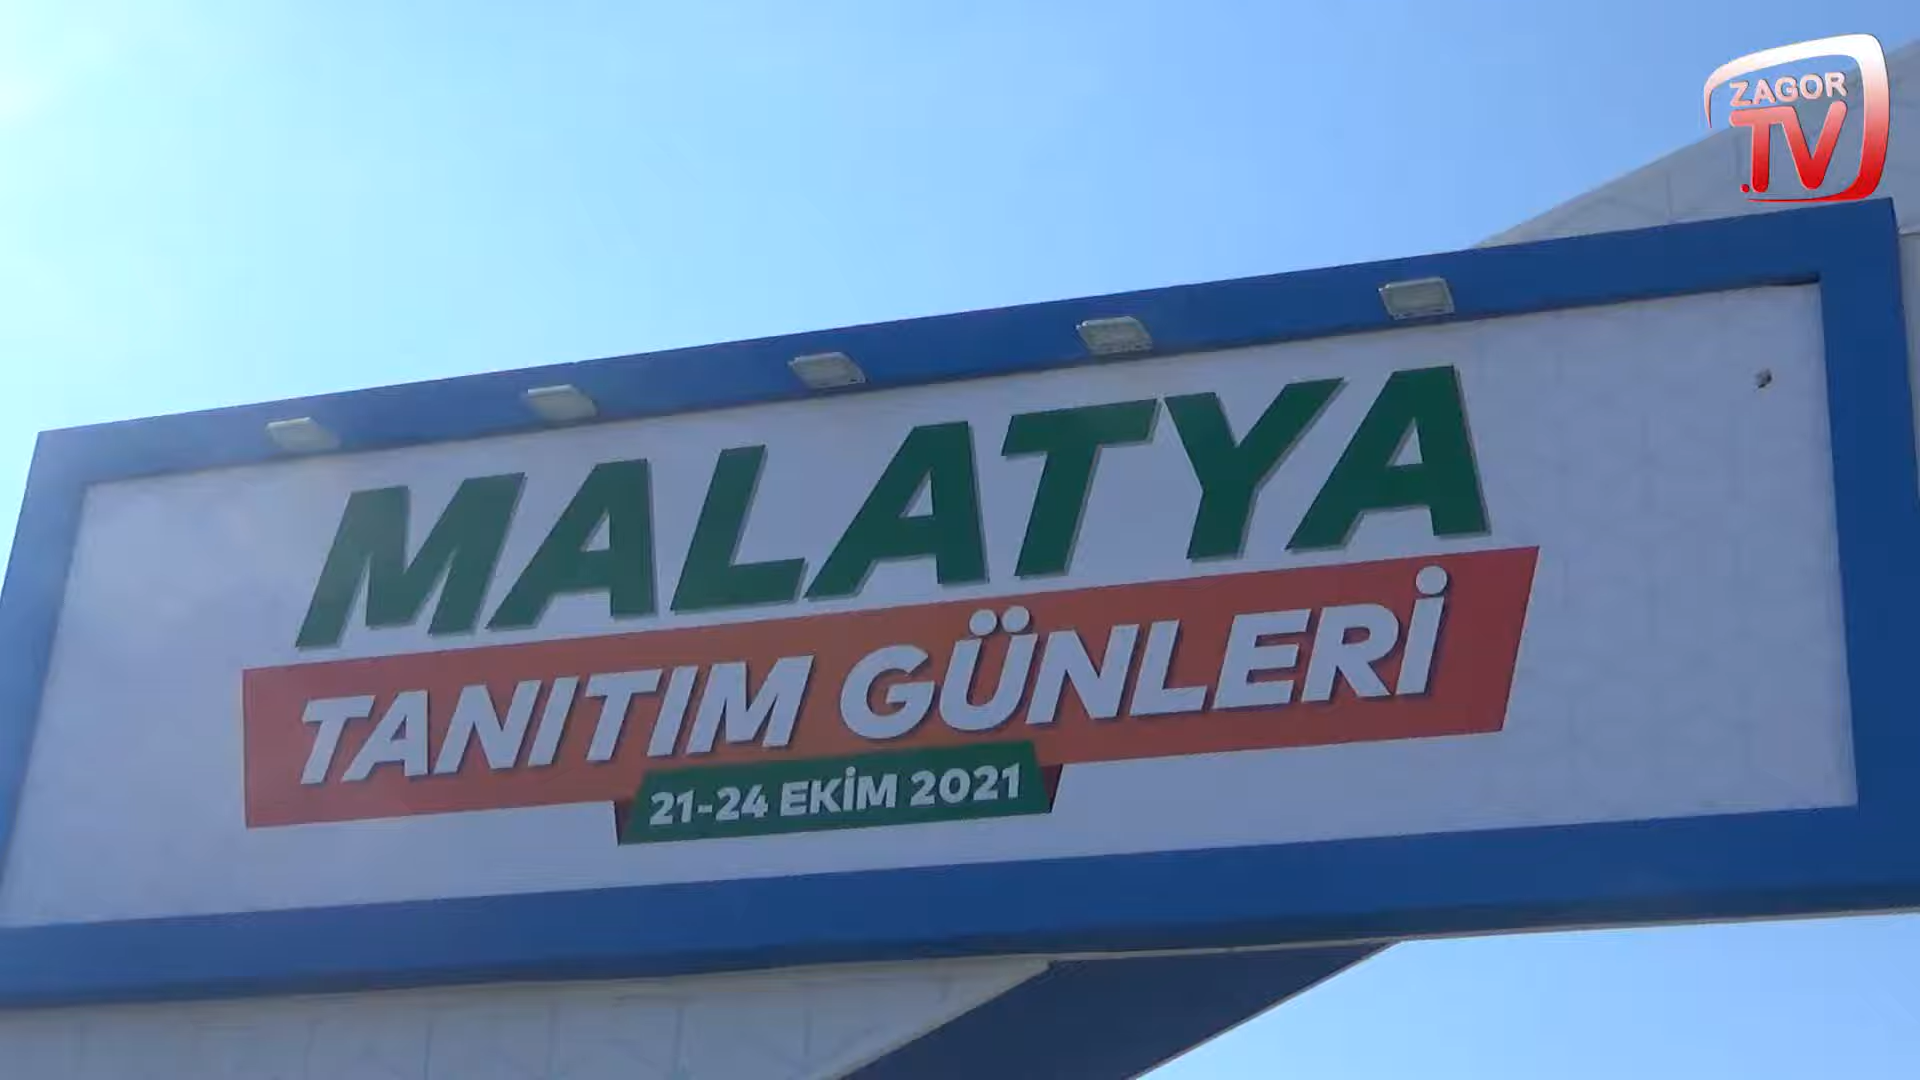 ZAGOR
TV
MALATYA
TANITIM GÜNLERİ
21-24 EKİM 2021